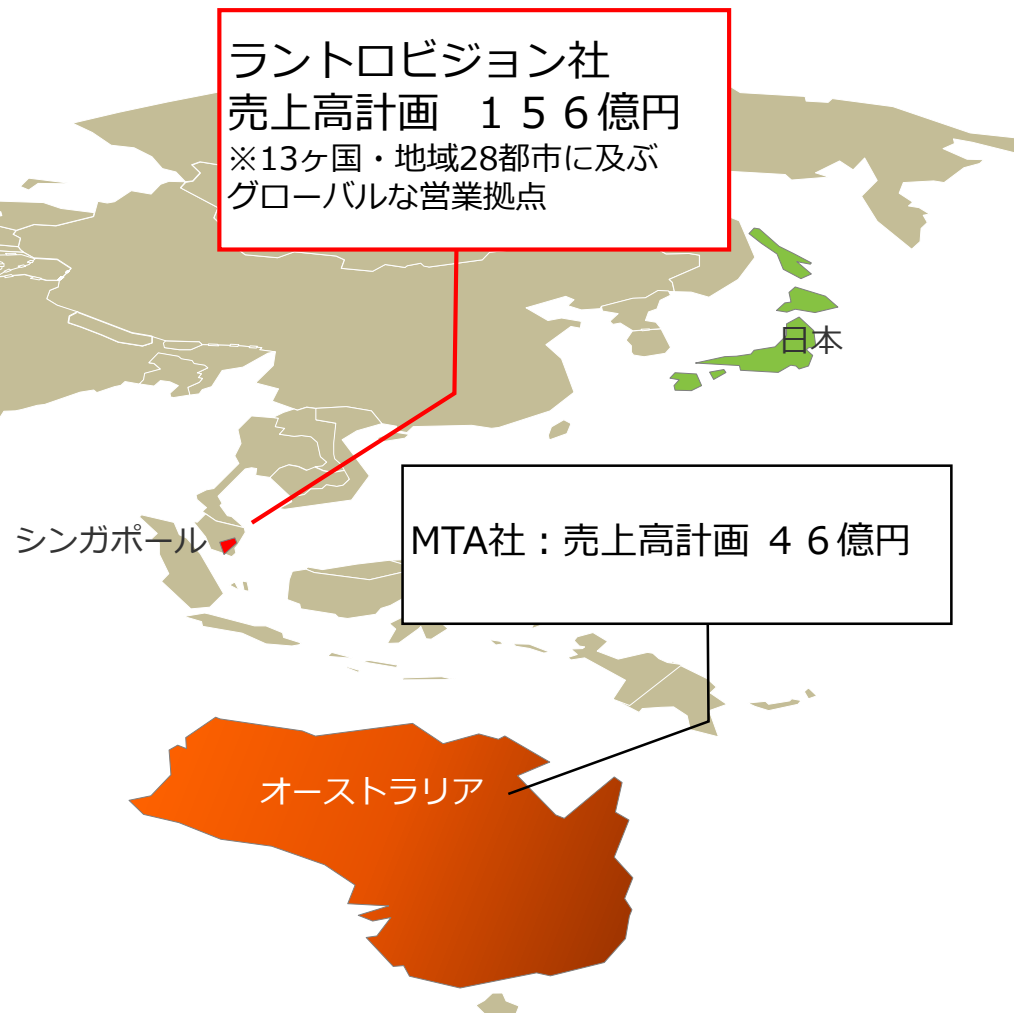 ラントロビジョン社
売上高計画　１５６億円
※13ヶ国・地域28都市に及ぶ
グローバルな営業拠点
日本
シンガポール
MTA社：売上高計画 ４６億円
オーストラリア